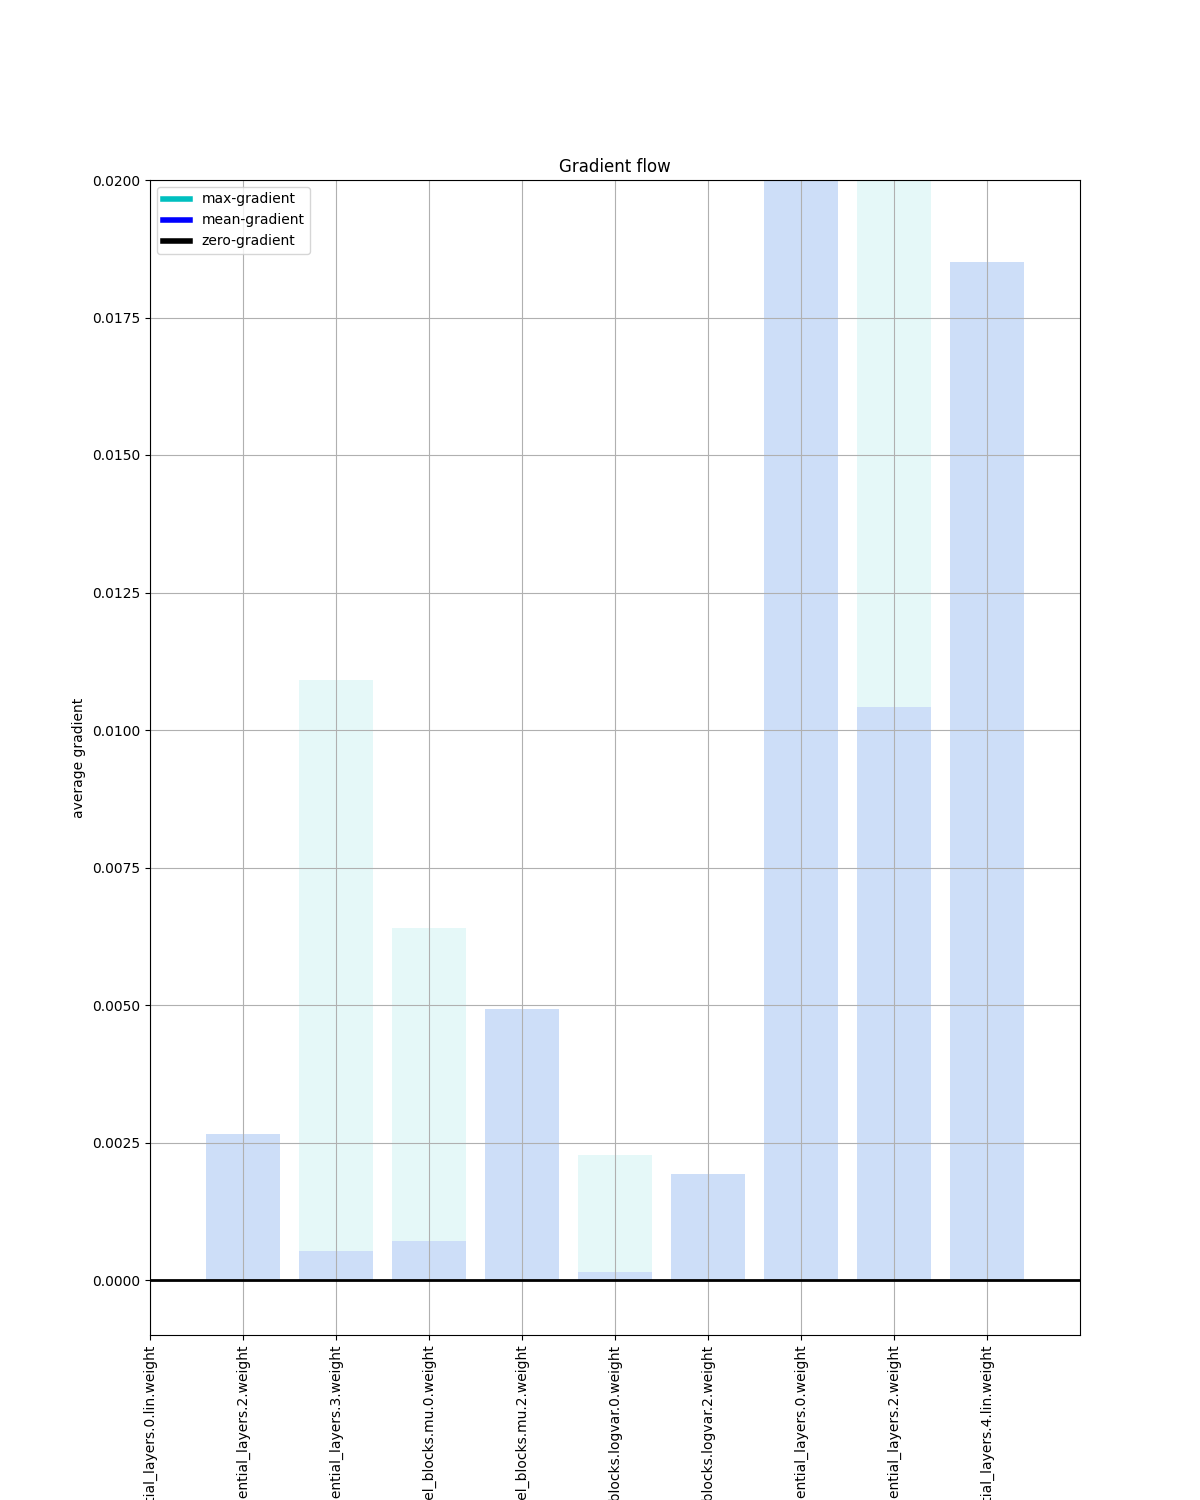 Gradient flow
max-gradient
mean-gradient
zero-gradient
0.0200
0.0175
0.0150
0.0125
0.0100
0.0075
0.0050
0.0025
0.0000
average gradient
tial_layers.0.lin.weight
ential_layers.2.weight
ential_layers.3.weight
el_blocks.mu.0.weight
el_blocks.mu.2.weight
blocks.logvar.0.weight
blocks.logvar.2.weight
ential_layers.0.weight
ential_layers.2.weight
tial_layers.4.lin.weight